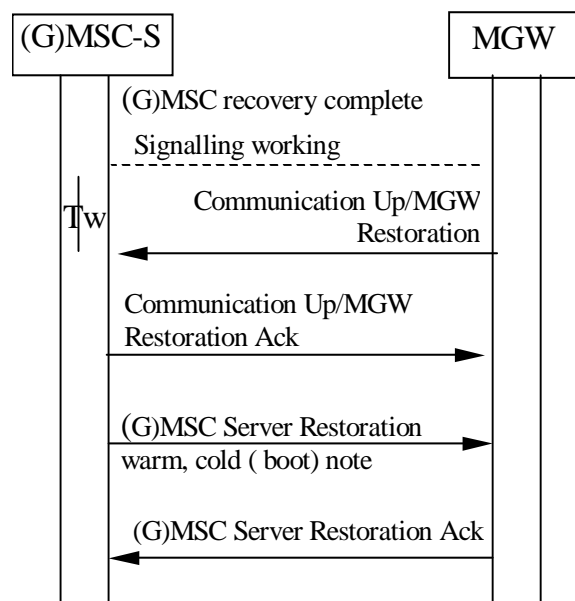 (G)MSC-S
MGW
(G)MSC recovery complete
Signalling working
Tw
Communication Up/MGW
Restoration
Communication Up/MGW
Restoration Ack
(G)MSC Server Restoration
warm, cold ( boot) note
(G)MSC Server Restoration Ack